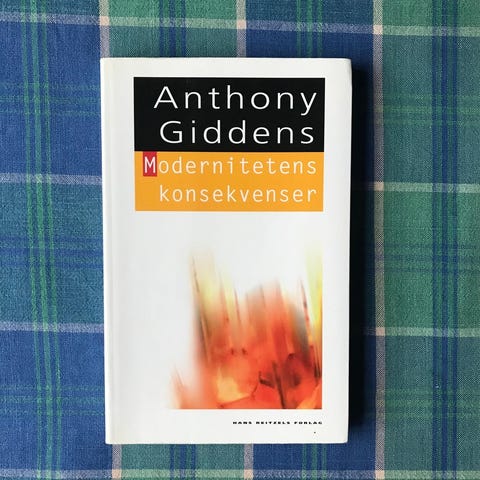 Anthony
Giddens
Modernitetens
konsekvenser
HANS REITZELS FORLAG